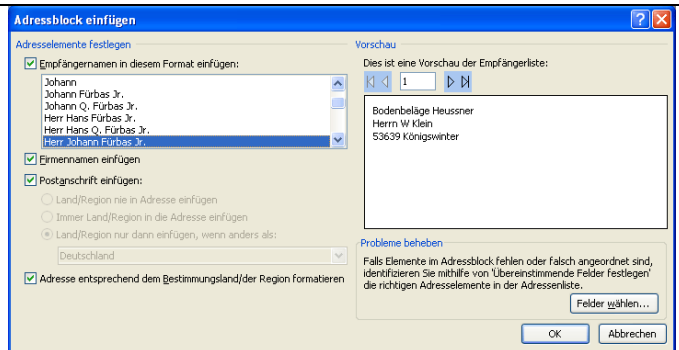 Adressblock einfügen
Adresselemente festlegen
Empfängernamen in diesem Format einfügen:
Johann
Johann Fürbas Jr.
Johann Q. Fürbas Jr.
Herr Hans Fürbas Jr.
Herr Hans Q. Fürbas Jr.
Herr Johann Fürbas Jr.
Firmennamen einfügen
Postanschrift einfügen:
Land/Region nie in Adresse einfügen
Immer Land/Region in die Adresse einfügen
Land/Region nur dann einfügen, wenn anders als:
Deutschland
Adresse entsprechend dem Bestimmungsland/der Region formatieren
Vorschau
Dies ist eine Vorschau der Empfängerliste:
1
Bodenbeläge Heussner
Herrn W Klein
53639 Königswinter
Probleme beheben
Falls Elemente im Adressblock fehlen oder falsch angeordnet sind,
identifizieren Sie mithilfe von 'Übereinstimmende Felder festlegen'
die richtigen Adresselemente in der Adressenliste.
Felder wählen...
OK
Abbrechen